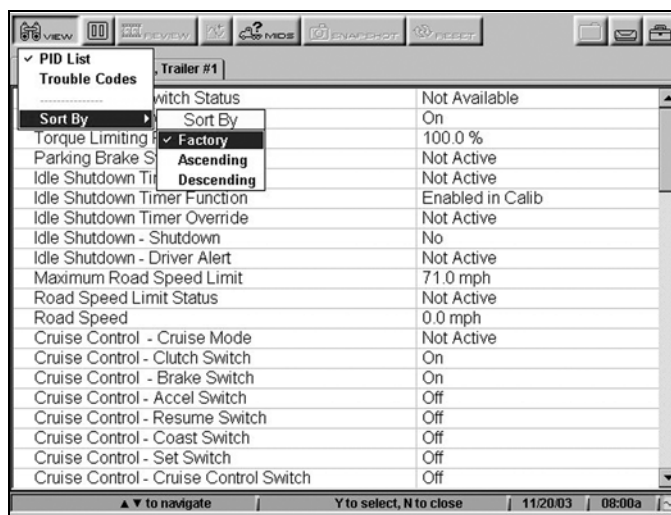 VIEW REVIEW MIDS SNAPSHOT RESET
PID List
Trouble Codes
, Trailer #1
---------------
Sort By
Sort By
Factory
Ascending
Descending
witch Status Not Available
On
Torque Limiting 100.0 %
Parking Brake S Not Active
Idle Shutdown Ti Not Active
Idle Shutdown Timer Function Enabled in Calib
Idle Shutdown Timer Override Not Active
Idle Shutdown - Shutdown No
Idle Shutdown - Driver Alert Not Active
Maximum Road Speed Limit 71.0 mph
Road Speed Limit Status Not Active
Road Speed 0.0 mph
Cruise Control - Cruise Mode Not Active
Cruise Control - Clutch Switch On
Cruise Control - Brake Switch On
Cruise Control - Accel Switch Off
Cruise Control - Resume Switch Off
Cruise Control - Coast Switch Off
Cruise Control - Set Switch Off
Cruise Control - Cruise Control Switch Off
▲▼ to navigate Y to select, N to close 11/20/03 08:00a